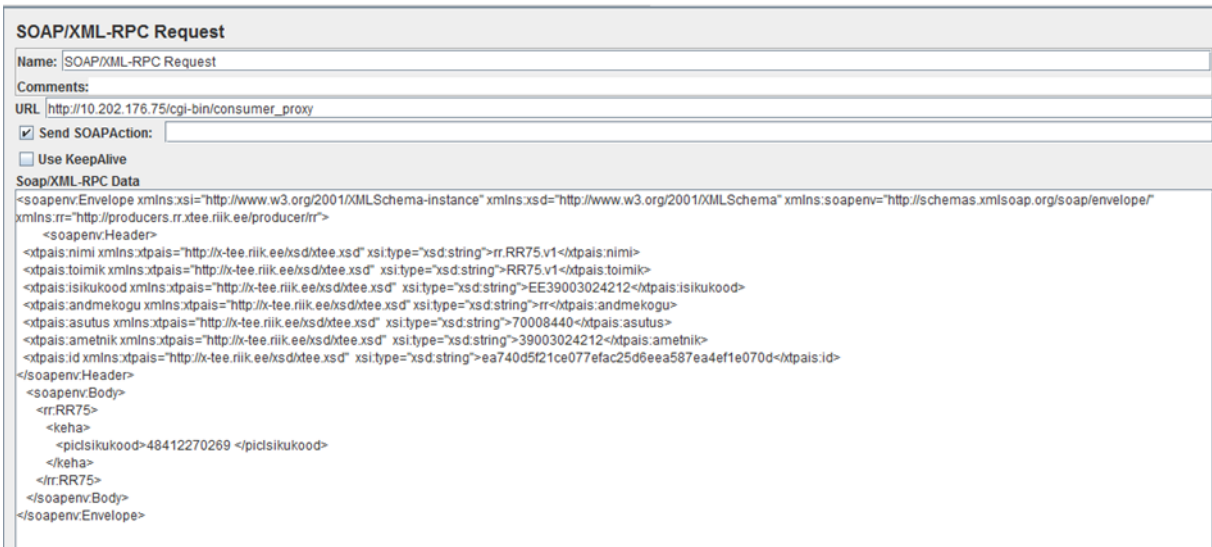 SOAP/XML-RPC Request
Name: SOAP/XML-RPC Request
Comments:
URL http://10.202.176.75/cgi-bin/consumer_proxy
Send SOAPAction:
Use KeepAlive
Soap/XML-RPC Data
<soapenv:Envelope xmlns:xsi="http://www.w3.org/2001/XMLSchema-instance" xmlns:xsd="http://www.w3.org/2001/XMLSchema" xmlns:soapenv="http://schemas.xmlsoap.org/soap/envelope/"
xmlns:rr="http://producers.rr.xtee.riik.ee/producer/rr">
<soapenv:Header>
<xtpais:nimi xmlns:xtpais="http://x-tee.riik.ee/xsd/xtee.xsd" xsi:type="xsd:string">rr.RR75.v1</xtpais:nimi>
<xtpais:toimik xmlns:xtpais="http://x-tee.riik.ee/xsd/xtee.xsd" xsi:type="xsd:string">RR75.v1</xtpais:toimik>
<xtpais:isikukood xmlns:xtpais="http://x-tee.riik.ee/xsd/xtee.xsd" xsi:type="xsd:string">EE39003024212</xtpais:isikukood>
<xtpais:andmekogu xmlns:xtpais="http://x-tee.riik.ee/xsd/xtee.xsd" xsi:type="xsd:string">rr</xtpais:andmekogu>
<xtpais:asutus xmlns:xtpais="http://x-tee.riik.ee/xsd/xtee.xsd" xsi:type="xsd:string">70008440</xtpais:asutus>
<xtpais:ametnik xmlns:xtpais="http://x-tee.riik.ee/xsd/xtee.xsd" xsi:type="xsd:string">39003024212</xtpais:ametnik>
<xtpais:id xmlns:xtpais="http://x-tee.riik.ee/xsd/xtee.xsd" xsi:type="xsd:string">ea740d5f21ce077efac25d6eea587ea4ef1e070d</xtpais:id>
</soapenv:Header>
<soapenv:Body>
<rr:RR75>
<keha>
<picIsikukood>48412270269 </picIsikukood>
</keha>
</rr:RR75>
</soapenv:Body>
</soapenv:Envelope>